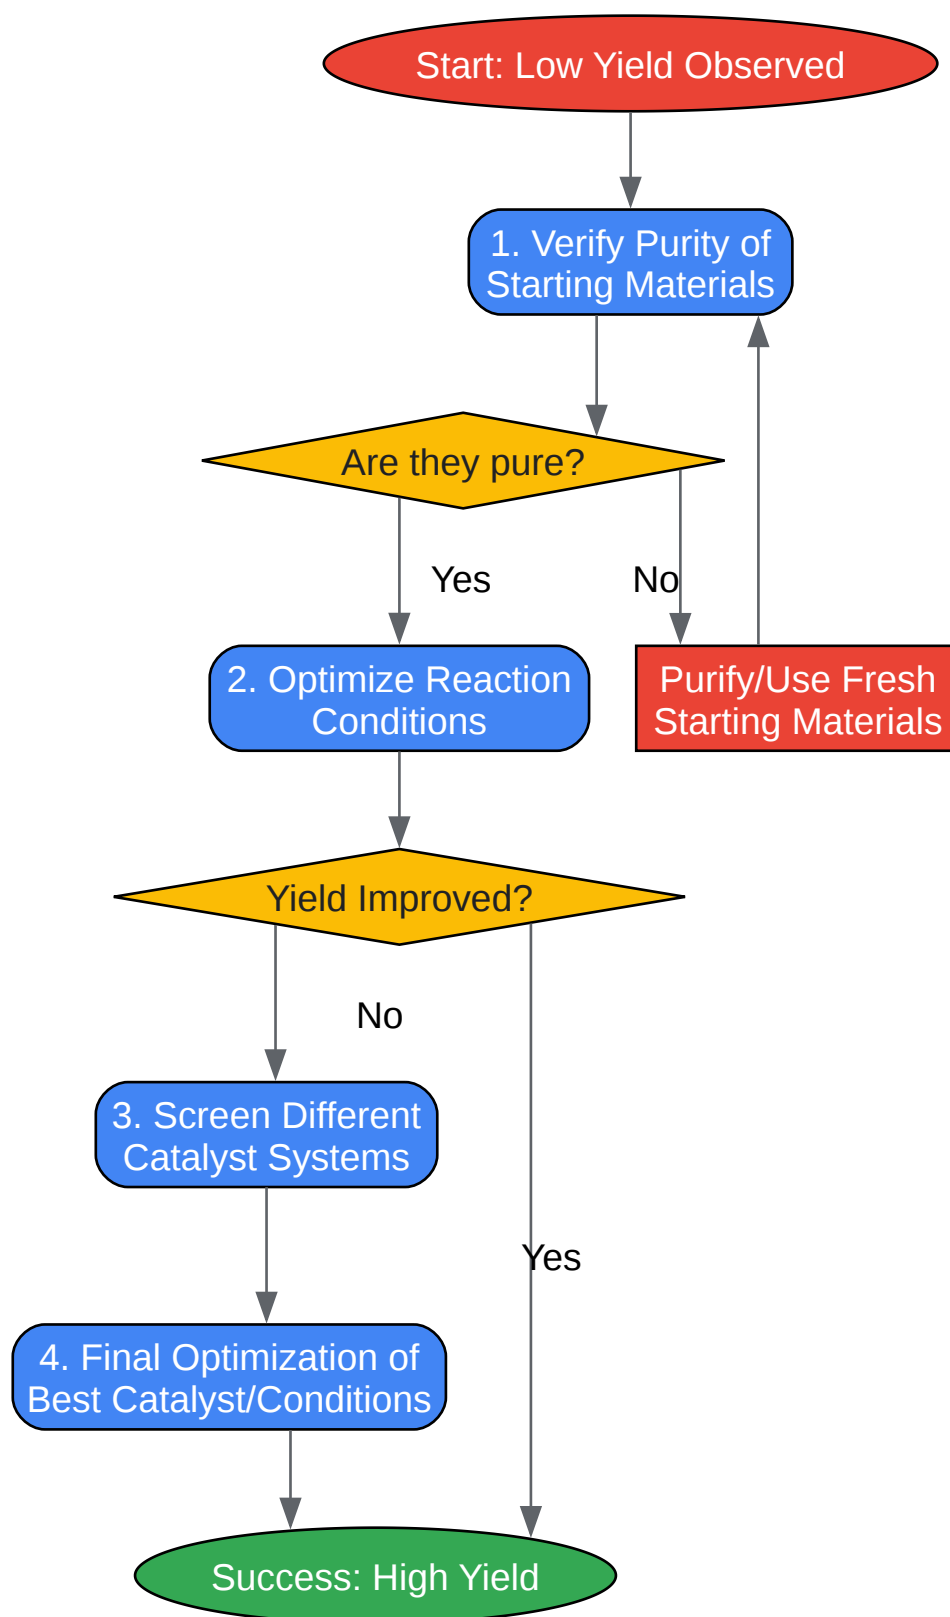 Start: Low Yield Observed
1. Verify Purity of
Starting Materials
Are they pure?
Yes
No
2. Optimize Reaction
Conditions
Purify/Use Fresh
Starting Materials
Yield Improved?
No
3. Screen Different
Catalyst Systems
Yes
4. Final Optimization of
Best Catalyst/Conditions
Success: High Yield